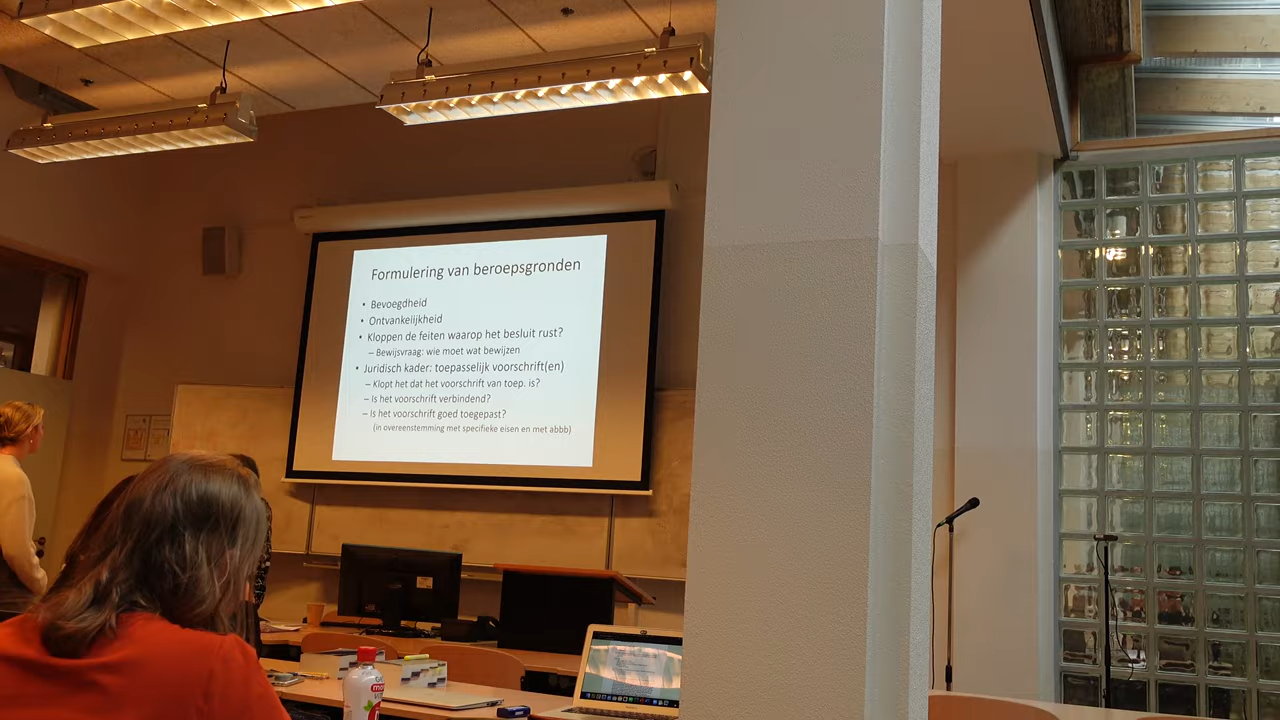 Formulering van beroepsgronden
• Bevoegdheid
• Ontvankelijkheid
• Kloppen de feiten waarop het besluit rust?
– Bewijsvraag: wie moet wat bewijzen
• Juridisch kader: toepasselijk voorschrift(en)
– Klopt het dat het voorschrift van toep. is?
– Is het voorschrift verbindend?
– Is het voorschrift goed toegepast?
(in overeenstemming met specifieke eisen en met abbb)